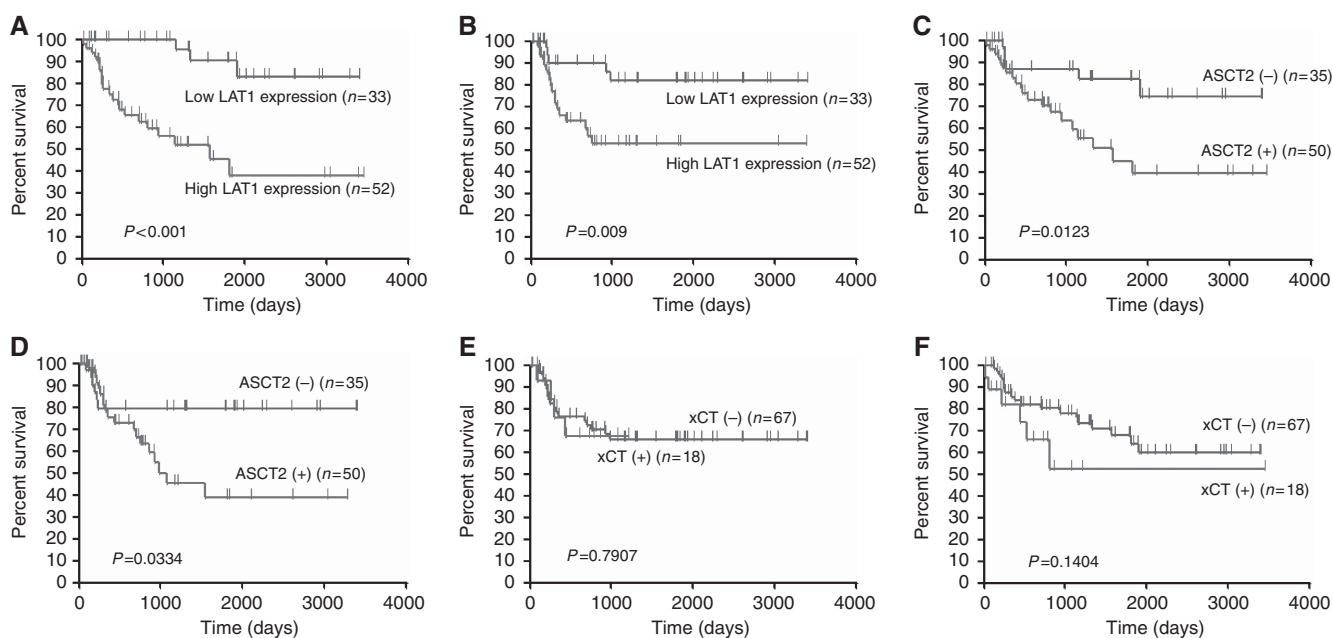 A
Percent survival
100
90
80
70
60
50
40
30
20
10
0
Low LAT1 expression (n=33)
High LAT1 expression (n=52)
P<0.001
0 1000 2000 3000 4000
Time (days)
B
Percent survival
100
90
80
70
60
50
40
30
20
10
0
Low LAT1 expression (n=33)
High LAT1 expression (n=52)
P=0.009
0 1000 2000 3000 4000
Time (days)
C
Percent survival
100
90
80
70
60
50
40
30
20
10
0
ASCT2 (–) (n=35)
ASCT2 (+) (n=50)
P=0.0123
0 1000 2000 3000 4000
Time (days)
D
Percent survival
100
90
80
70
60
50
40
30
20
10
0
ASCT2 (–) (n=35)
ASCT2 (+) (n=50)
P=0.0334
0 1000 2000 3000 4000
Time (days)
E
Percent survival
100
90
80
70
60
50
40
30
20
10
0
xCT (–) (n=67)
xCT (+) (n=18)
P=0.7907
0 1000 2000 3000 4000
Time (days)
F
Percent survival
100
90
80
70
60
50
40
30
20
10
0
xCT (–) (n=67)
xCT (+) (n=18)
P=0.1404
0 1000 2000 3000 4000
Time (days)